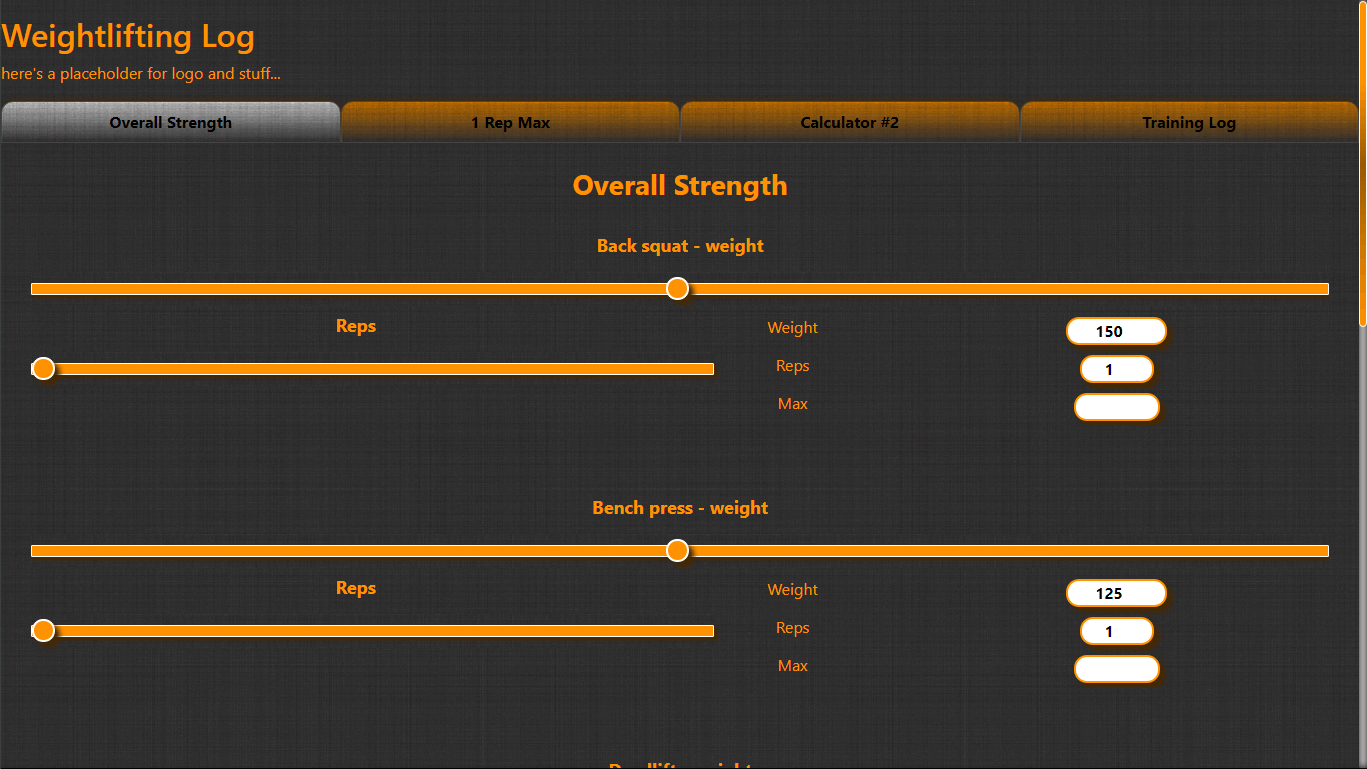 Weightlifting Log
here's a placeholder for logo and stuff...
Overall Strength 1 Rep Max Calculator #2 Training Log
Overall Strength
Back squat - weight
Reps Weight 150
Reps 1
Max
Bench press - weight
Reps Weight 125
Reps 1
Max